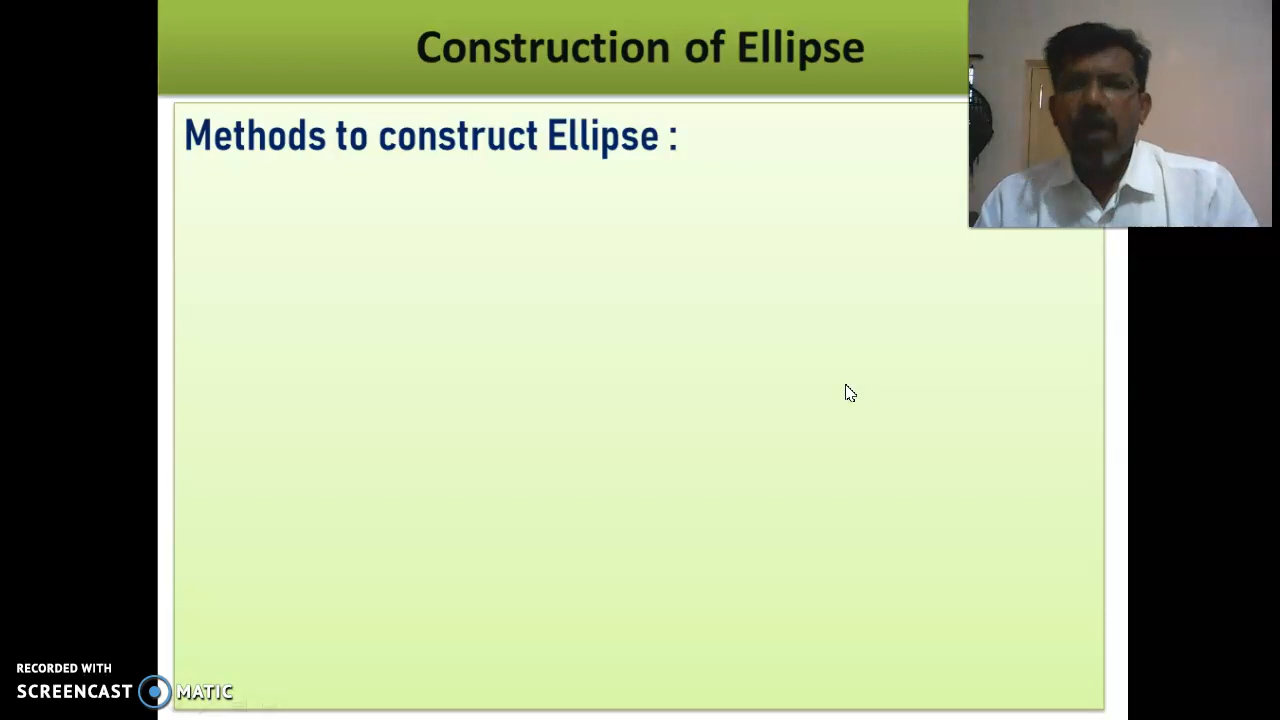 Construction of Ellipse
Methods to construct Ellipse :
RECORDED WITH
SCREENCAST MATIC